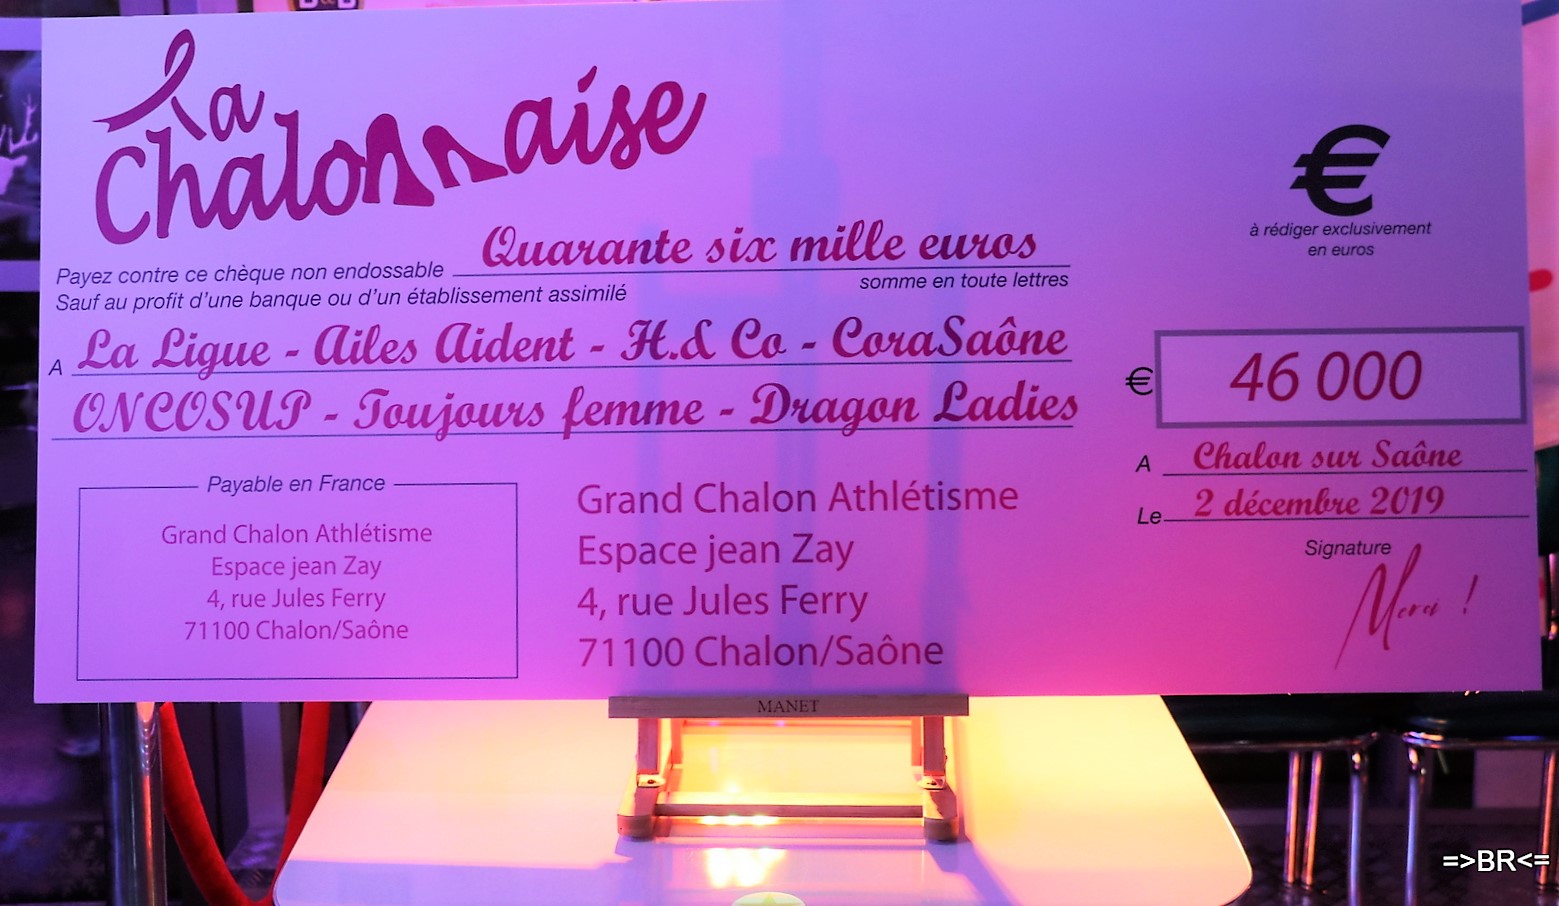 B&B
La
Chalonnaise
€
à rédiger exclusivement
en euros
Quarante six mille euros
Payez contre ce chèque non endossable
somme en toute lettres
Sauf au profit d'une banque ou d'un établissement assimilé
A La Ligue - Ailes Aident - H.& Co - CoraSaône
ONCOSUP - Toujours femme - Dragon Ladies
€ 46 000
A Chalon sur Saône
Le 2 décembre 2019
Signature
Merci !
Payable en France
Grand Chalon Athlétisme
Espace jean Zay
4, rue Jules Ferry
71100 Chalon/Saône
Grand Chalon Athlétisme
Espace jean Zay
4, rue Jules Ferry
71100 Chalon/Saône
MANET
=>BR<=